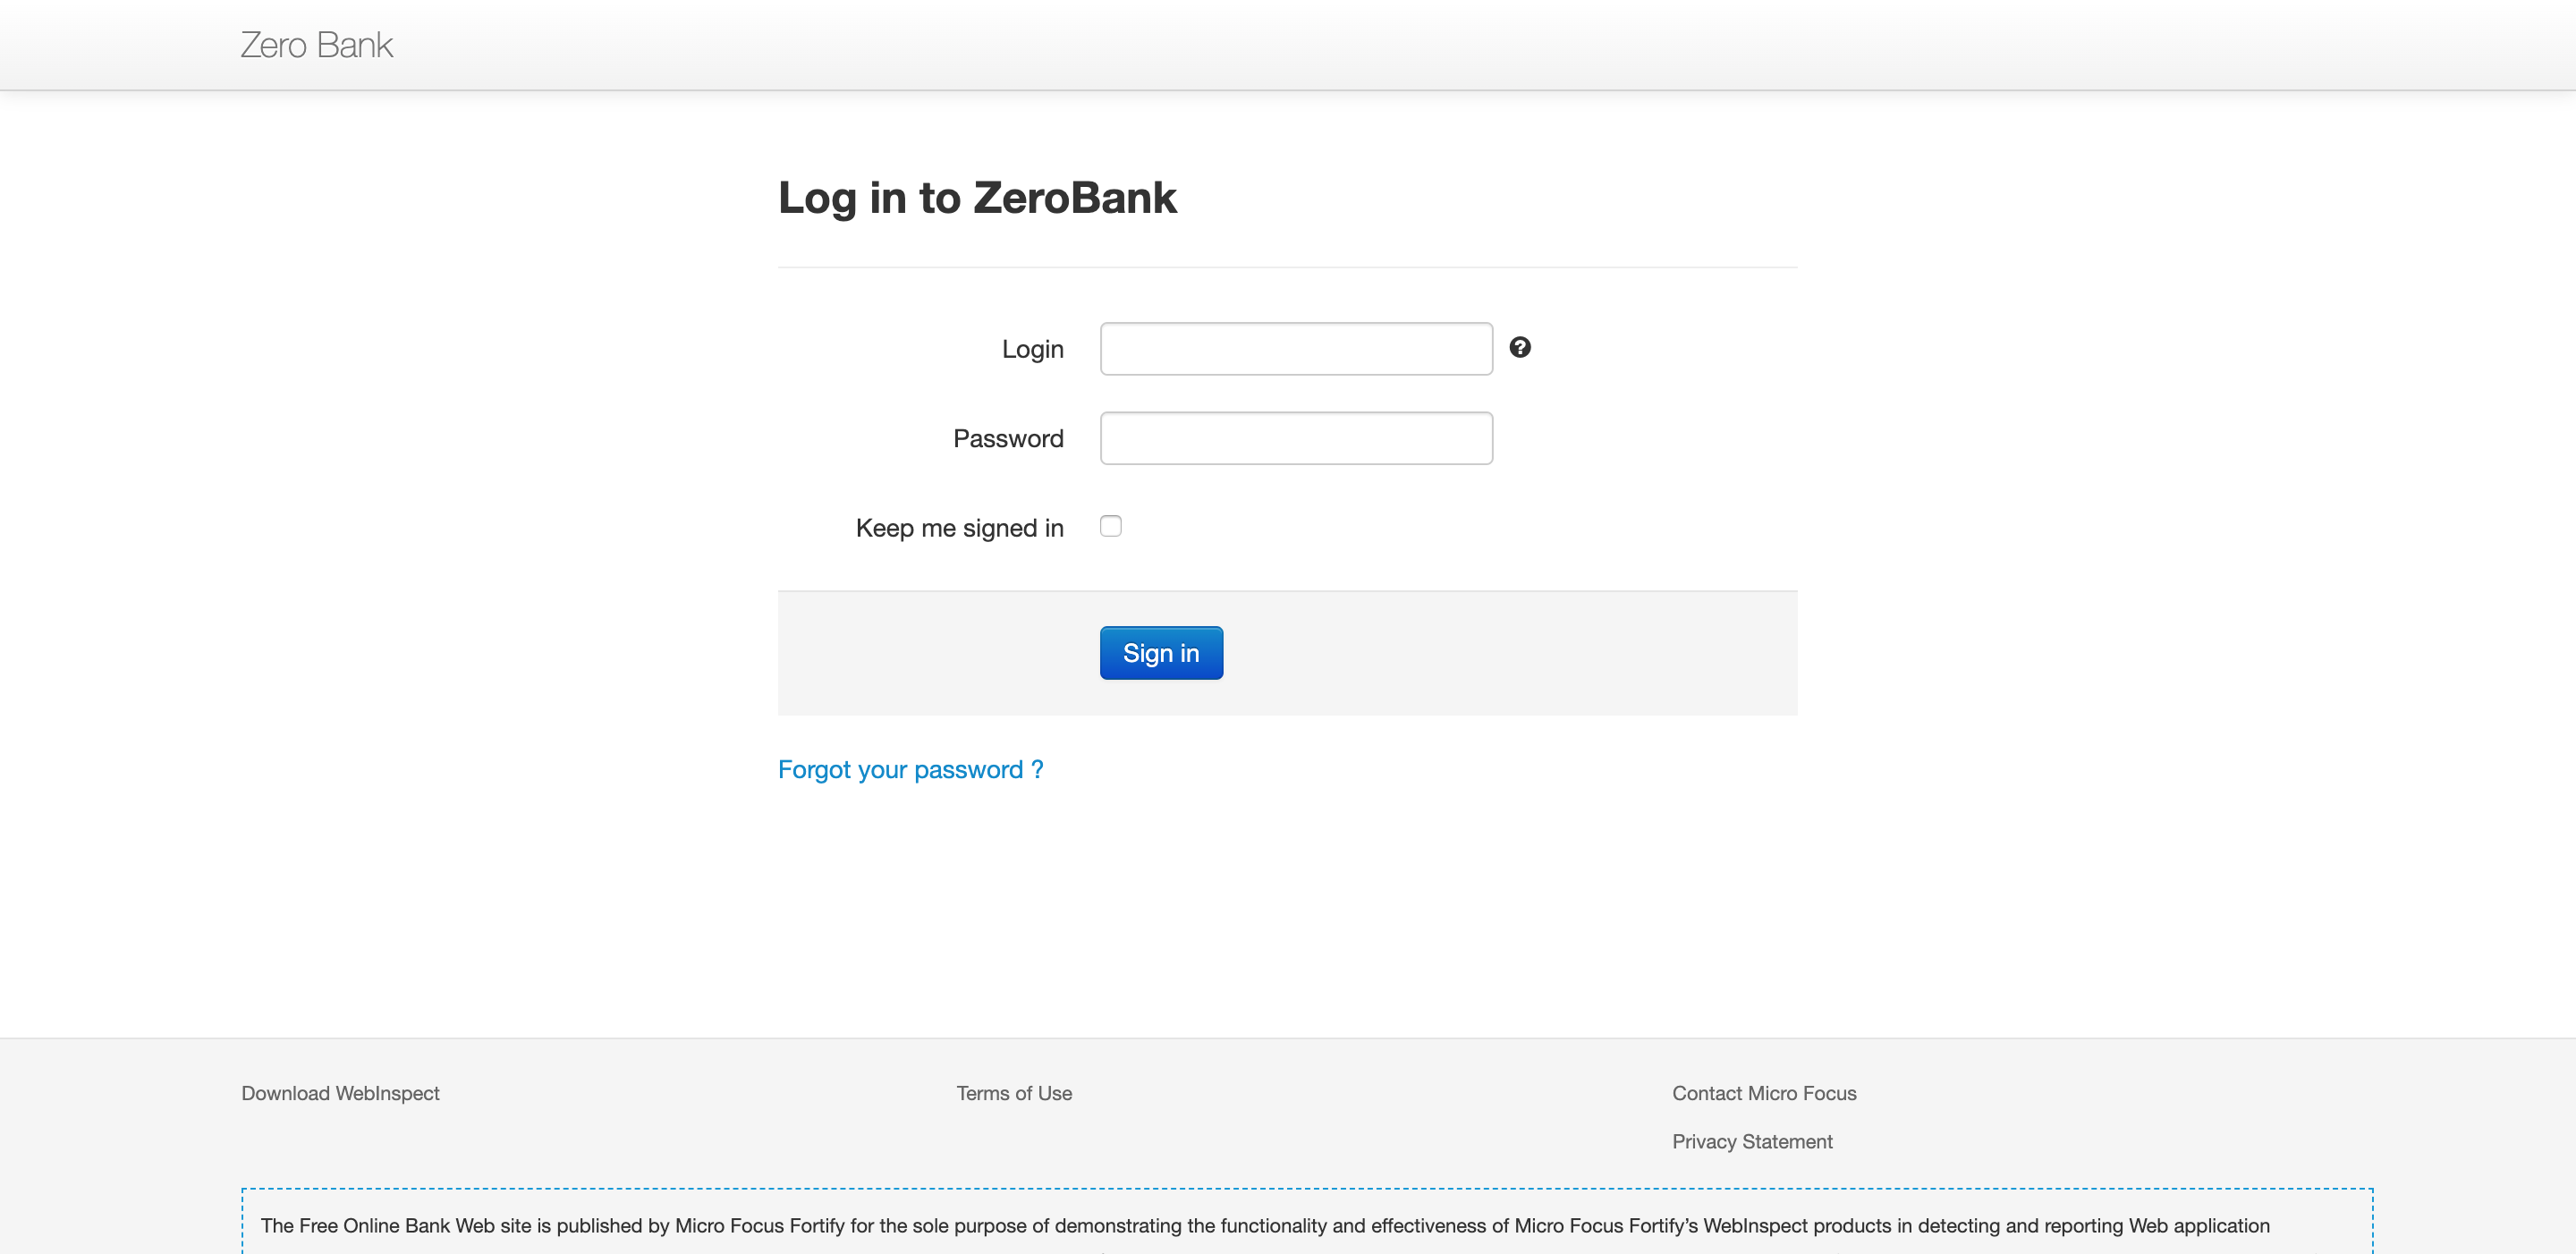 Zero Bank
Log in to ZeroBank
Login
Password
Keep me signed in
Sign in
Forgot your password ?
Download WebInspect
Terms of Use
Contact Micro Focus
Privacy Statement
The Free Online Bank Web site is published by Micro Focus Fortify for the sole purpose of demonstrating the functionality and effectiveness of Micro Focus Fortify’s WebInspect products in detecting and reporting Web application